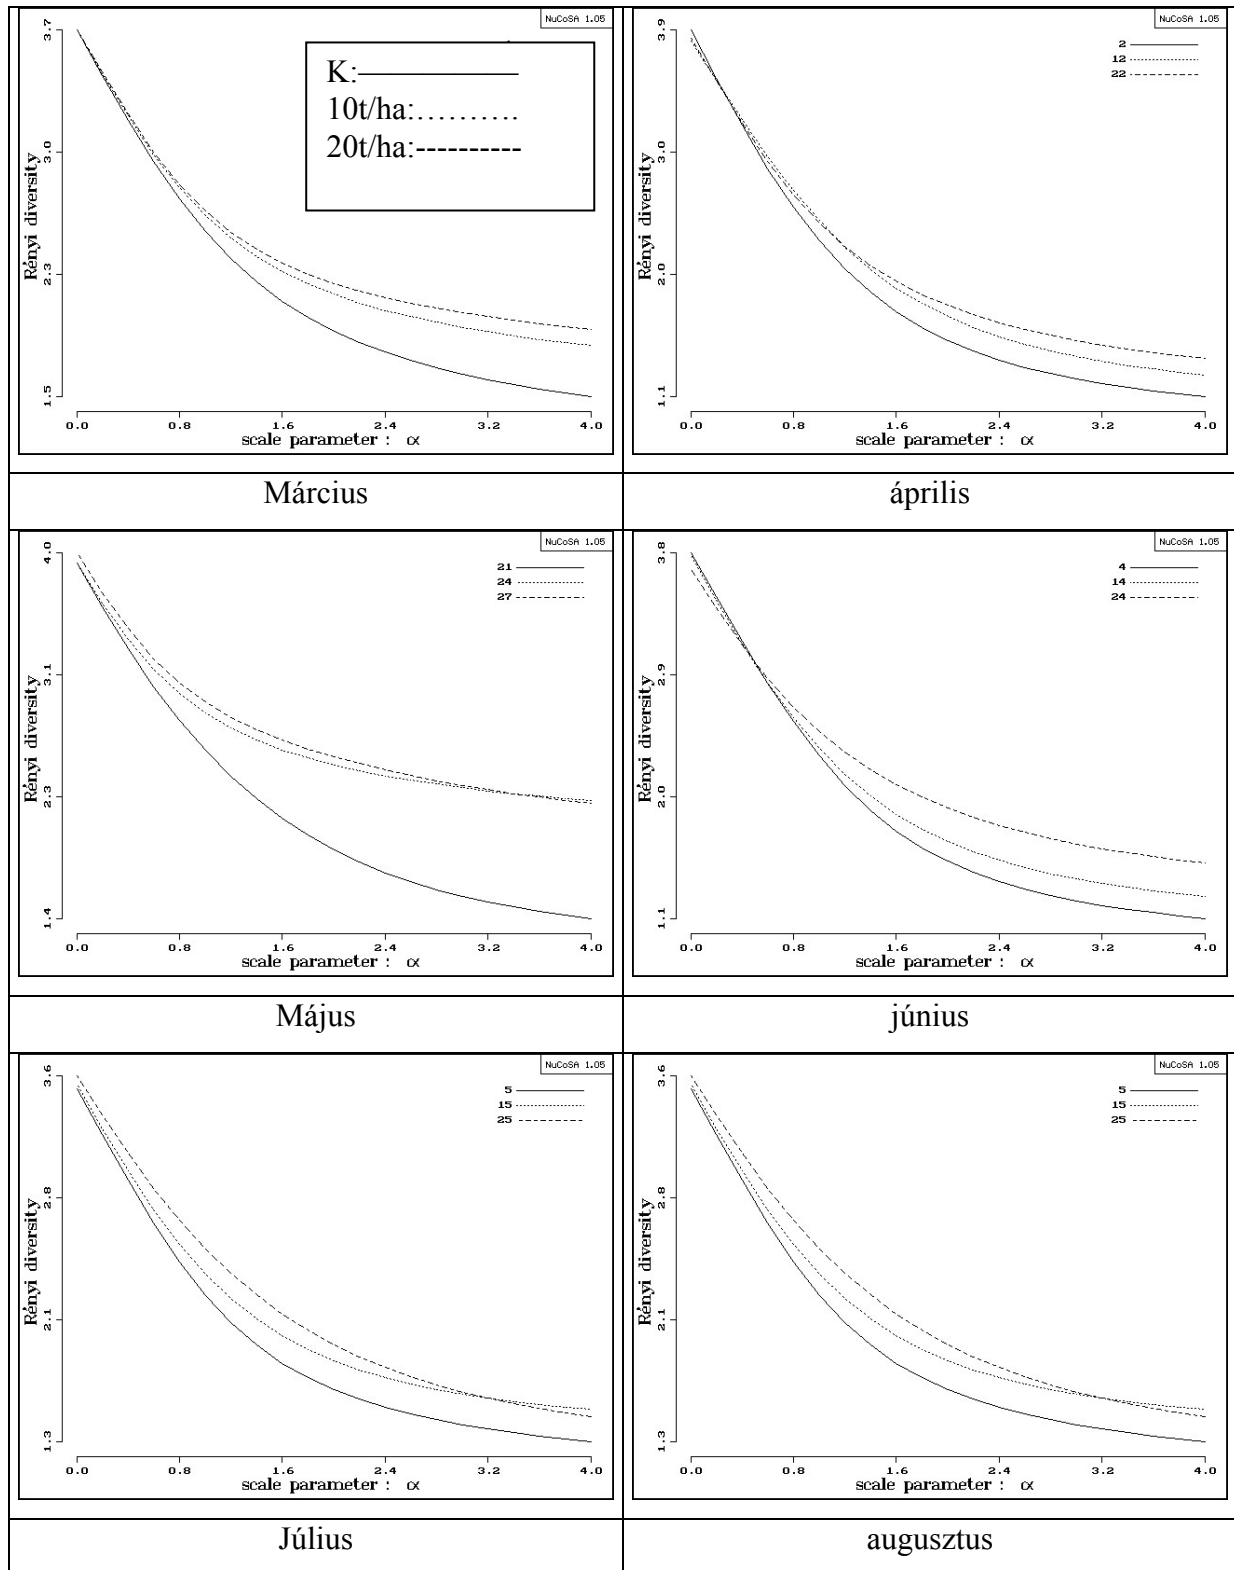 NuCoSA 1.05
3.7
3.0
2.3
1.5
Rényi diversity
K:
10t/ha:..........
20t/ha:----------
0.0 0.8 1.6 2.4 3.2 4.0
scale parameter : α
Március
NuCoSA 1.05
3.9
3.0
2.0
1.1
Rényi diversity
2
12
22
0.0 0.8 1.6 2.4 3.2 4.0
scale parameter : α
április
NuCoSA 1.05
4.0
3.1
2.3
1.4
Rényi diversity
21
24
27
0.0 0.8 1.6 2.4 3.2 4.0
scale parameter : α
Május
NuCoSA 1.05
3.8
2.9
2.0
1.1
Rényi diversity
4
14
24
0.0 0.8 1.6 2.4 3.2 4.0
scale parameter : α
június
NuCoSA 1.05
3.6
2.8
2.1
1.3
Rényi diversity
5
15
25
0.0 0.8 1.6 2.4 3.2 4.0
scale parameter : α
Július
NuCoSA 1.05
3.6
2.8
2.1
1.3
Rényi diversity
5
15
25
0.0 0.8 1.6 2.4 3.2 4.0
scale parameter : α
augusztus